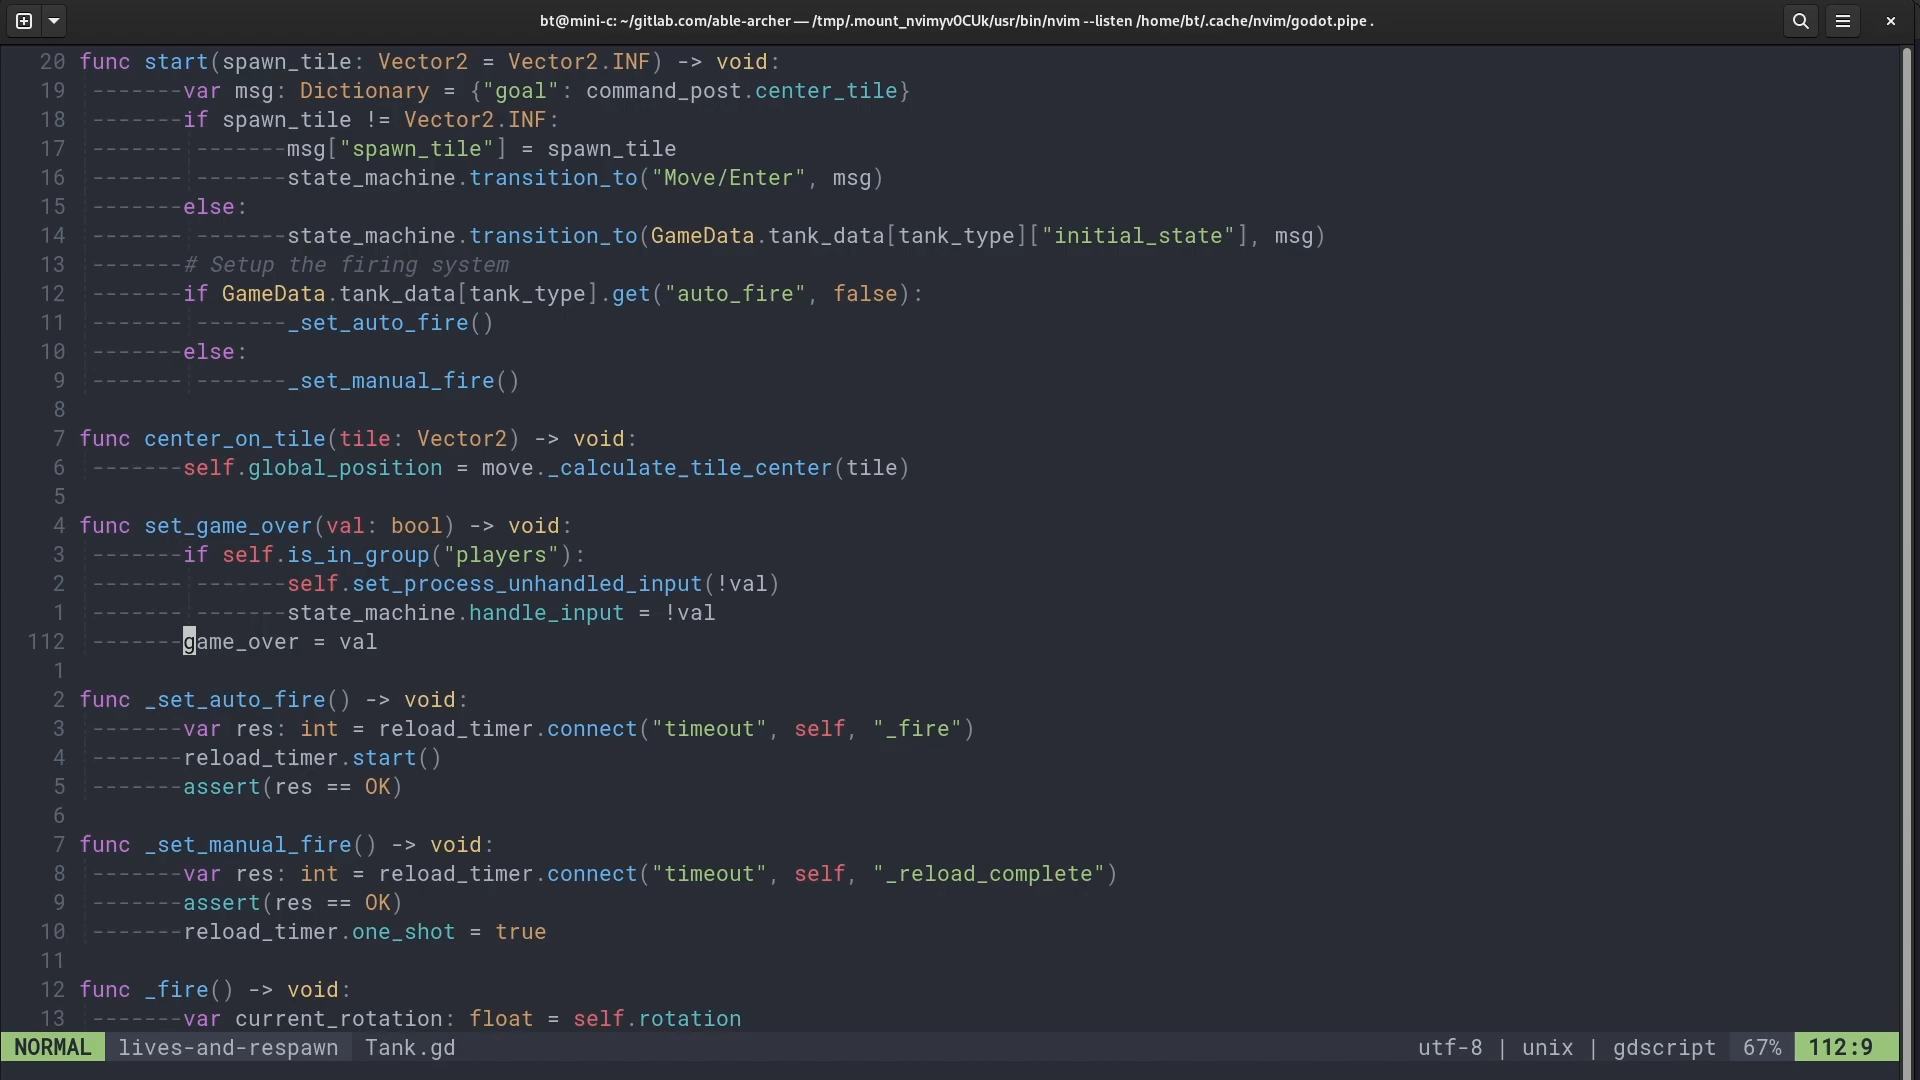 bt@mini-c: ~/gitlab.com/able-archer — /tmp/.mount_nvimyv0CUk/usr/bin/nvim --listen /home/bt/.cache/nvim/godot.pipe .
20 func start(spawn_tile: Vector2 = Vector2.INF) -> void:
19 -------var msg: Dictionary = {"goal": command_post.center_tile}
18 -------if spawn_tile != Vector2.INF:
17 ------- -------msg["spawn_tile"] = spawn_tile
16 ------- -------state_machine.transition_to("Move/Enter", msg)
15 -------else:
14 ------- -------state_machine.transition_to(GameData.tank_data[tank_type]["initial_state"], msg)
13 -------# Setup the firing system
12 -------if GameData.tank_data[tank_type].get("auto_fire", false):
11 ------- -------_set_auto_fire()
10 -------else:
9 ------- -------_set_manual_fire()
8
7 func center_on_tile(tile: Vector2) -> void:
6 -------self.global_position = move._calculate_tile_center(tile)
5
4 func set_game_over(val: bool) -> void:
3 -------if self.is_in_group("players"):
2 ------- -------self.set_process_unhandled_input(!val)
1 ------- -------state_machine.handle_input = !val
112 -------game_over = val
1
2 func _set_auto_fire() -> void:
3 -------var res: int = reload_timer.connect("timeout", self, "_fire")
4 -------reload_timer.start()
5 -------assert(res == OK)
6
7 func _set_manual_fire() -> void:
8 -------var res: int = reload_timer.connect("timeout", self, "_reload_complete")
9 -------assert(res == OK)
10 -------reload_timer.one_shot = true
11
12 func _fire() -> void:
13 -------var current_rotation: float = self.rotation
NORMAL lives-and-respawn Tank.gd utf-8 | unix | gdscript 67% 112:9